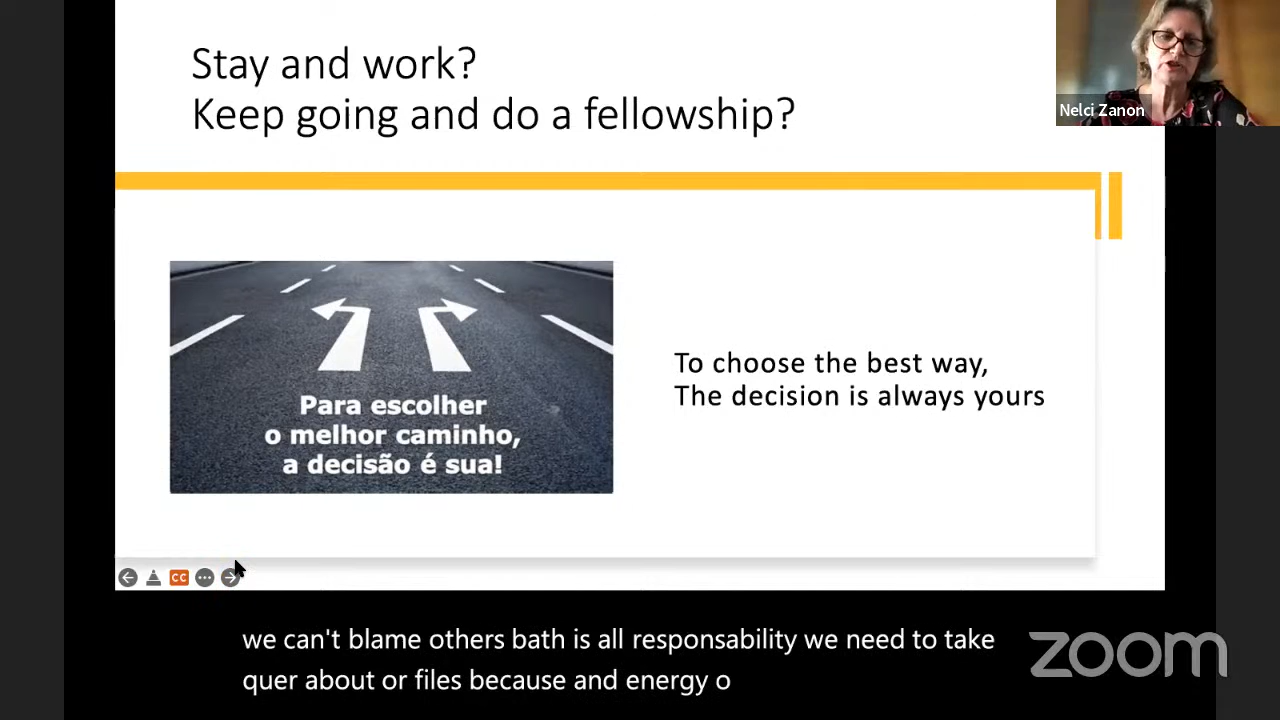 Stay and work?
Keep going and do a fellowship?
Nelci Zanon
Para escolher
o melhor caminho,
a decisão é sua!
To choose the best way,
The decision is always yours
CC
we can't blame others bath is all responsability we need to take
quer about or files because and energy o
zoom